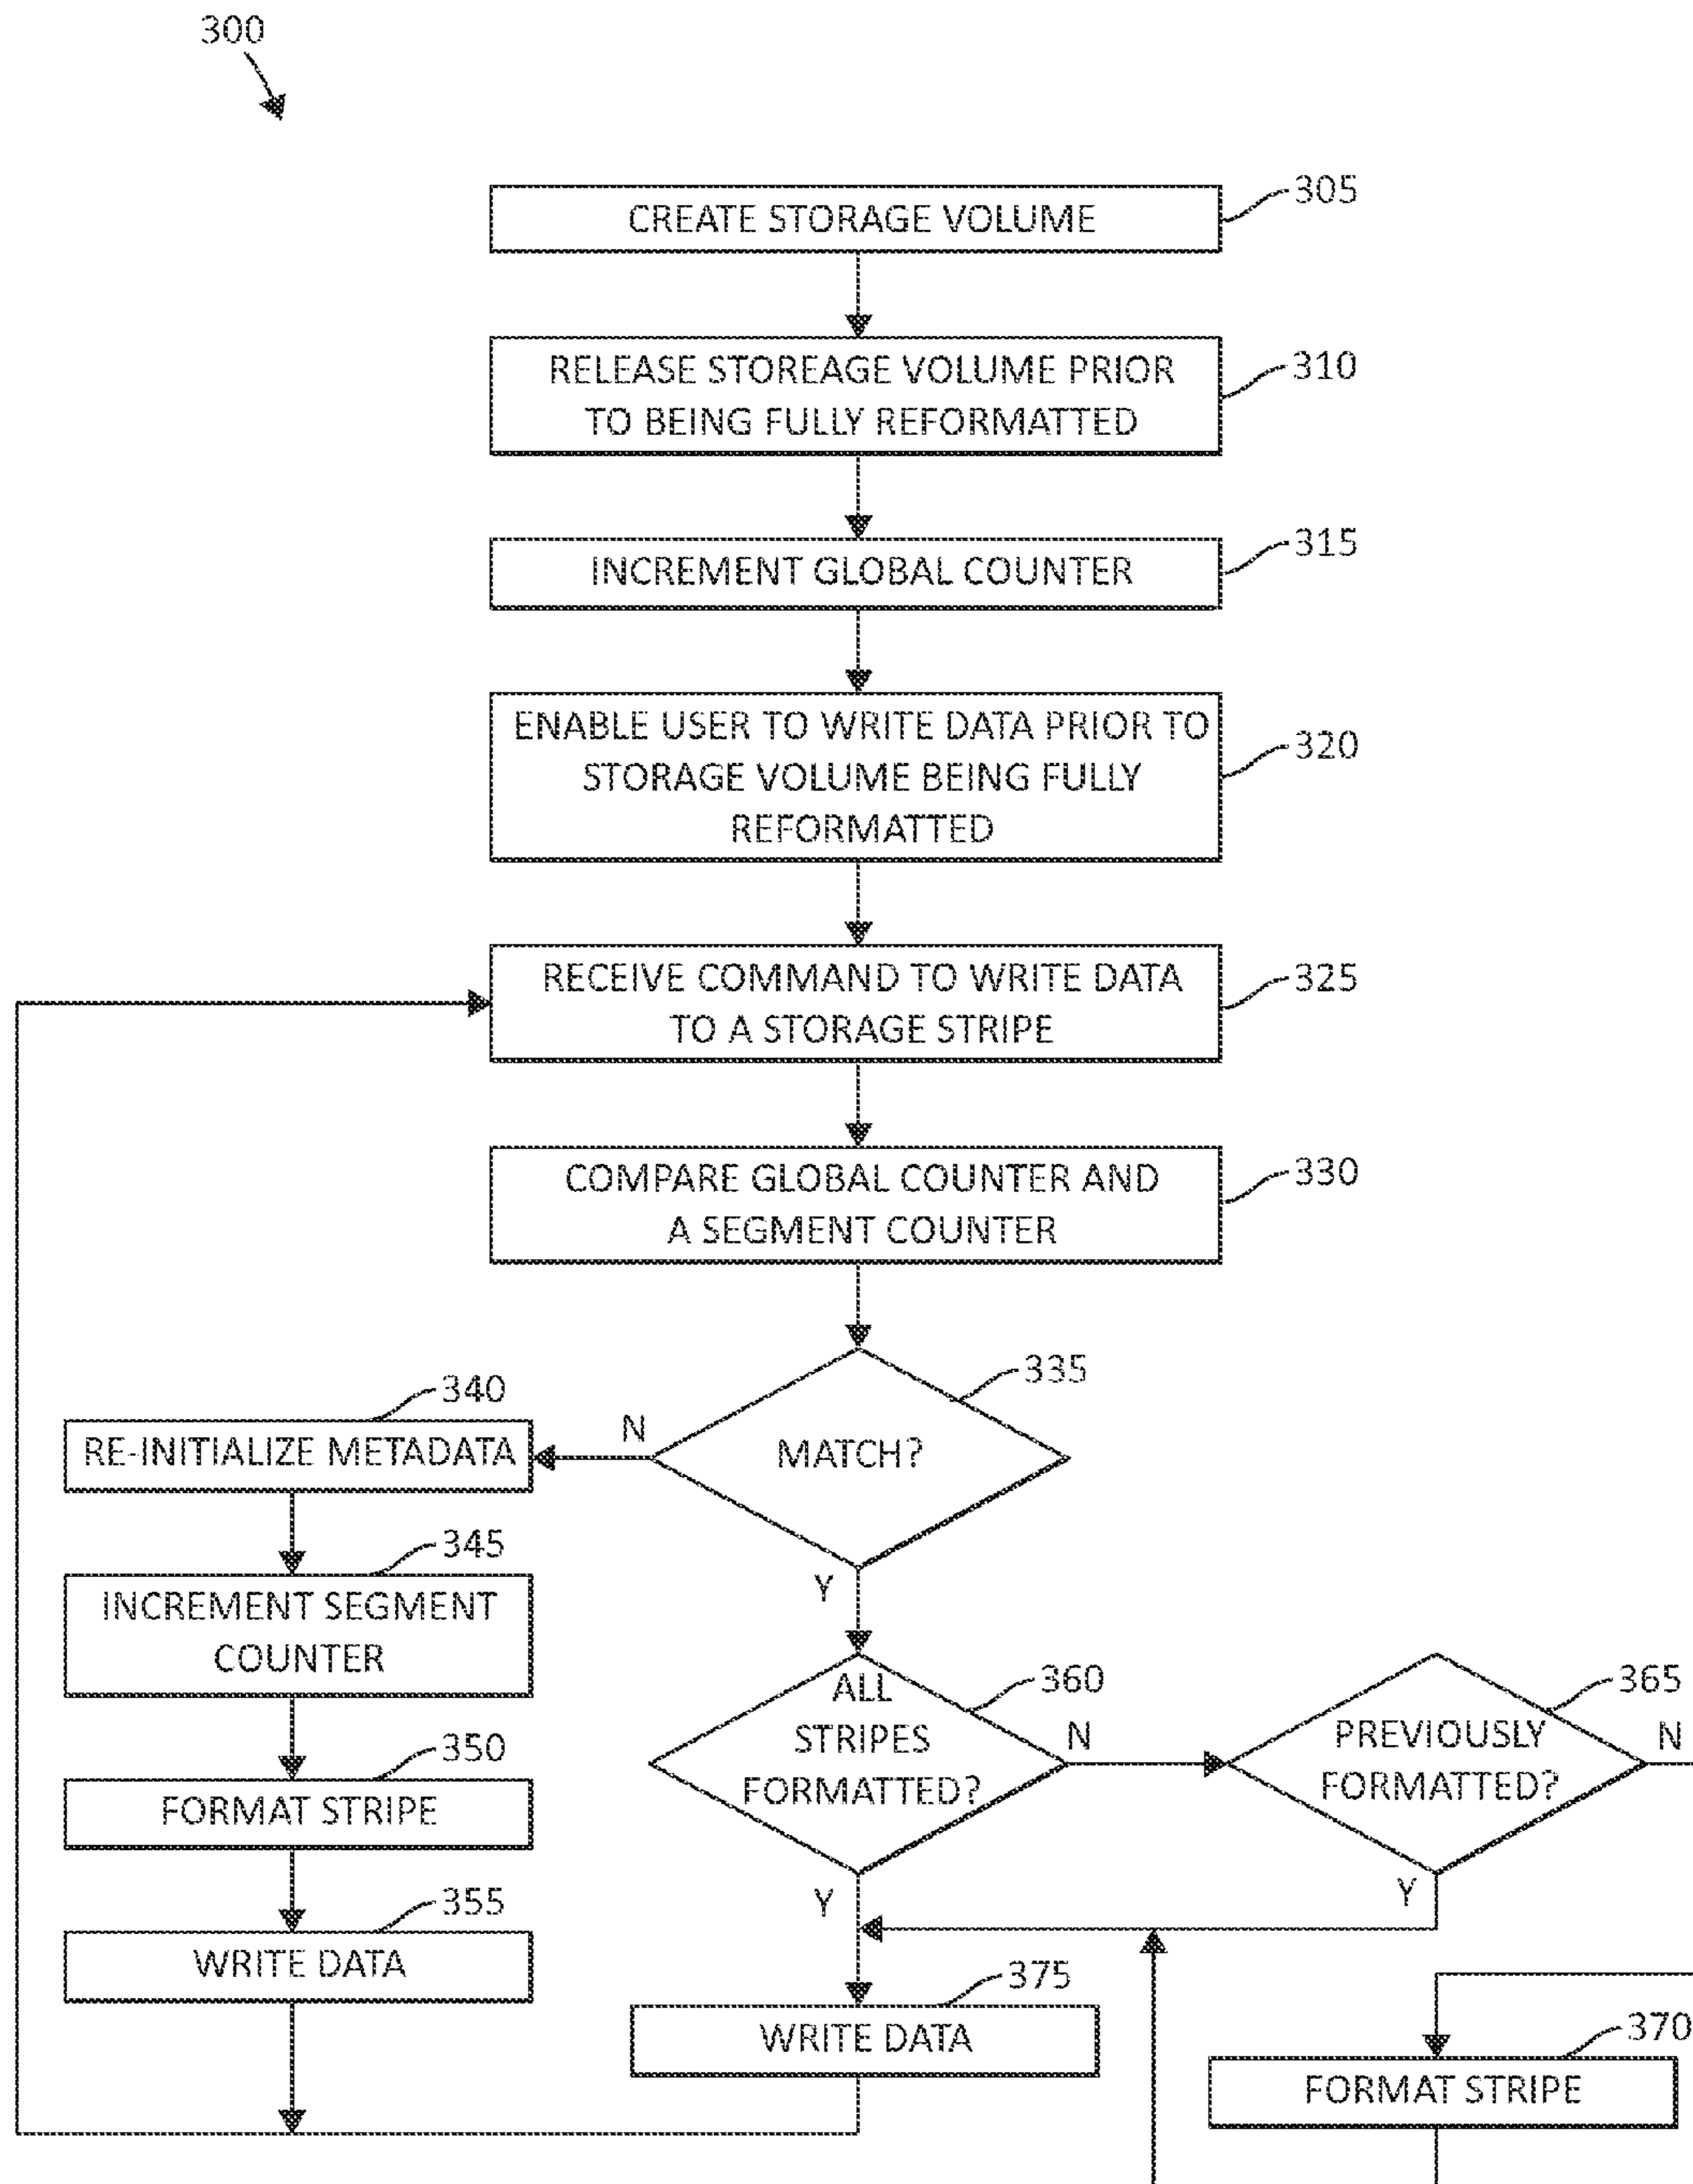 300
CREATE STORAGE VOLUME
305
RELEASE STOREAGE VOLUME PRIOR
TO BEING FULLY REFORMATTED
310
INCREMENT GLOBAL COUNTER
315
ENABLE USER TO WRITE DATA PRIOR TO
STORAGE VOLUME BEING FULLY
REFORMATTED
320
RECEIVE COMMAND TO WRITE DATA
TO A STORAGE STRIPE
325
COMPARE GLOBAL COUNTER AND
A SEGMENT COUNTER
330
MATCH?
335
N
Y
RE-INITIALIZE METADATA
340
INCREMENT SEGMENT
COUNTER
345
FORMAT STRIPE
350
WRITE DATA
355
ALL
STRIPES
FORMATTED?
360
N
Y
PREVIOUSLY
FORMATTED?
365
N
Y
WRITE DATA
375
FORMAT STRIPE
370